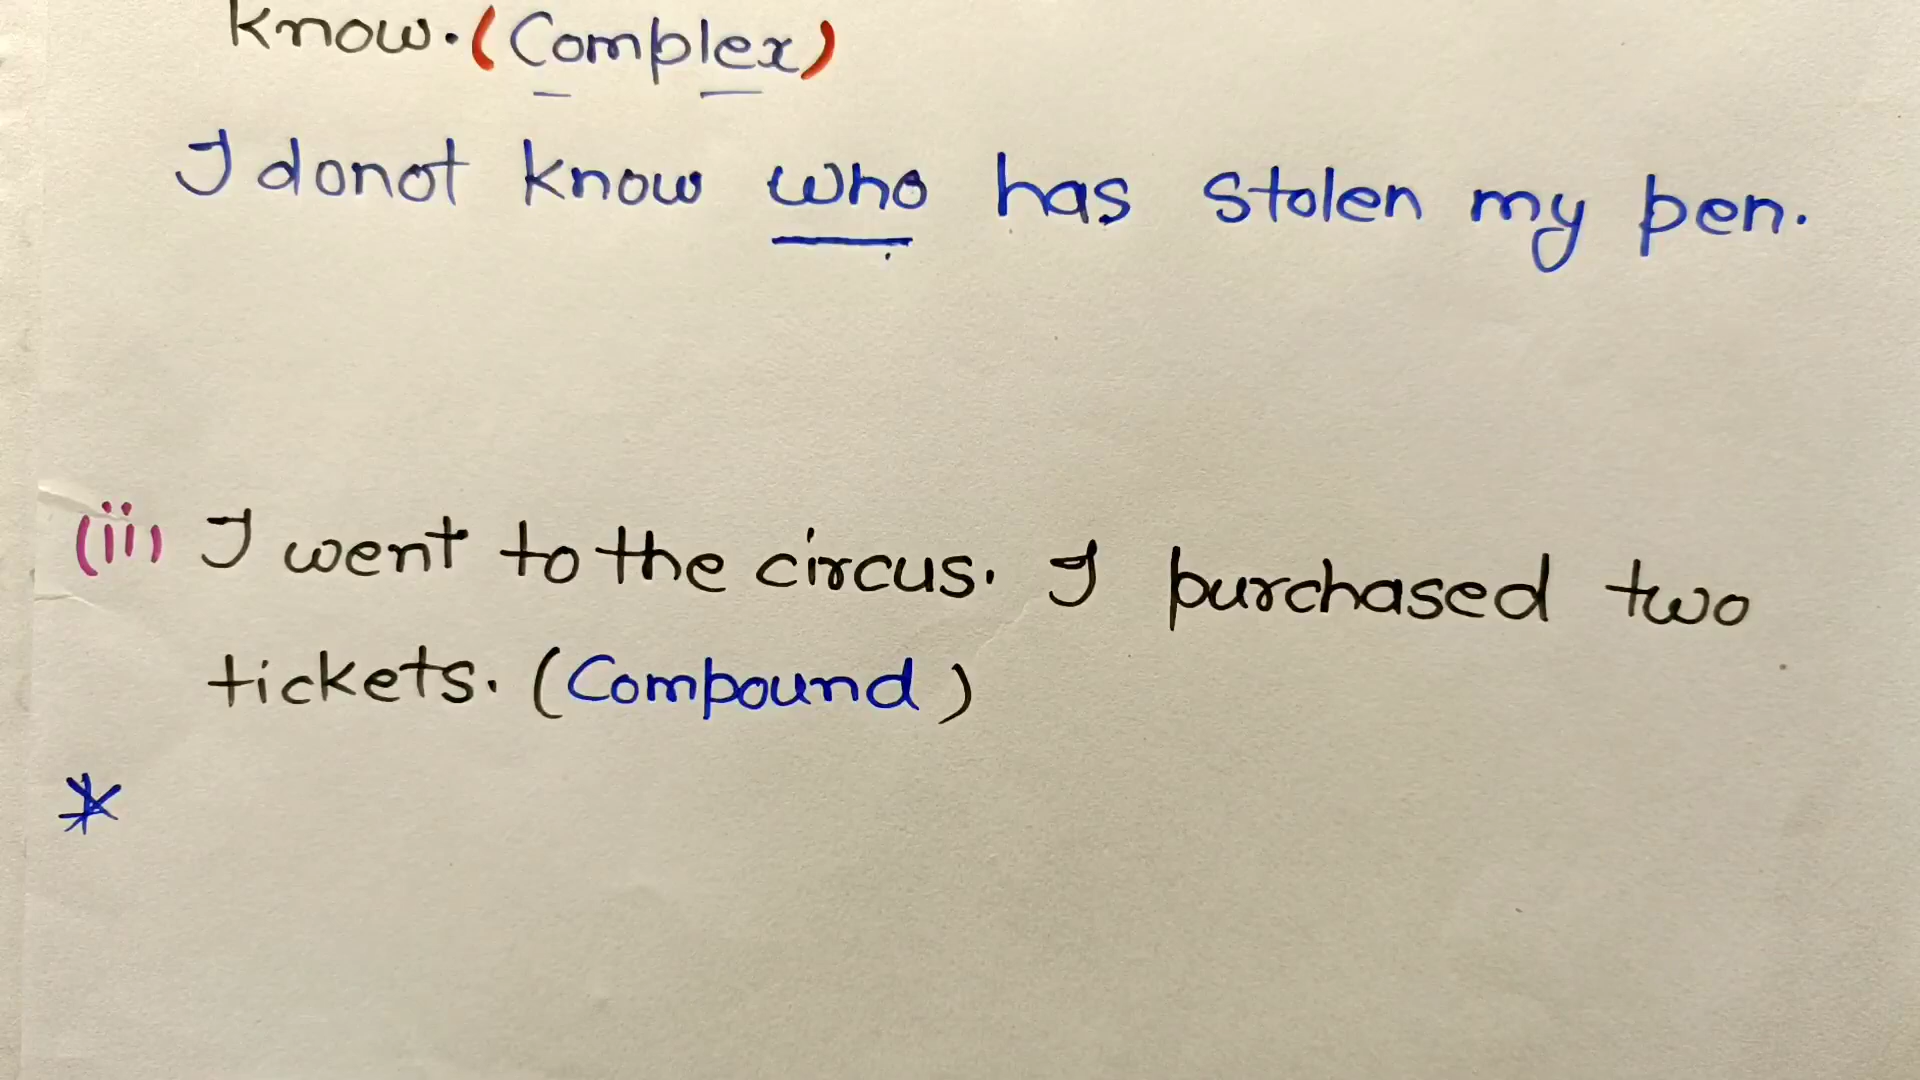 know. (Complex)
I donot know who has stolen my pen.
(ii) I went to the circus. I purchased two
tickets. (Compound)
*